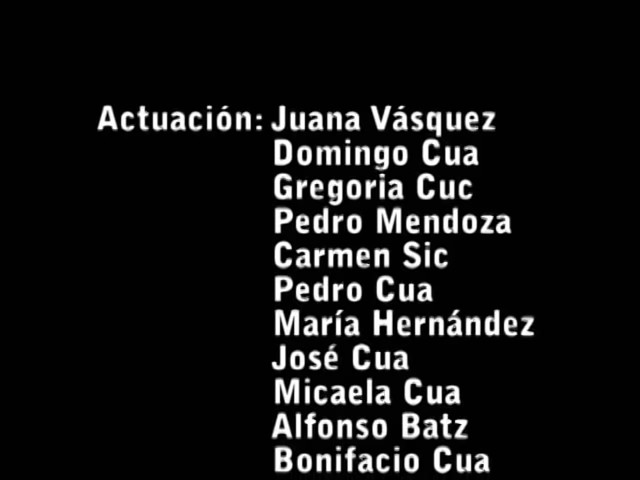 Actuación: Juana Vásquez
Domingo Cua
Gregoria Cuc
Pedro Mendoza
Carmen Sic
Pedro Cua
María Hernández
José Cua
Micaela Cua
Alfonso Batz
Bonifacio Cua